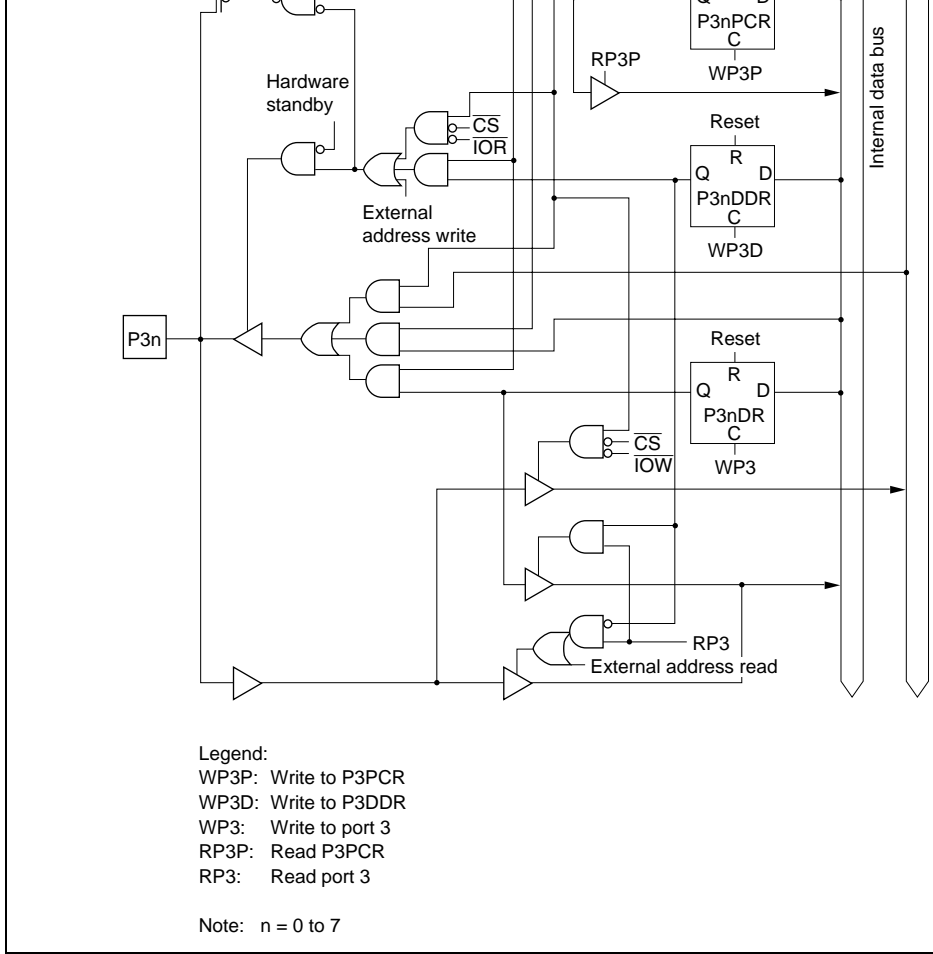 Q D
P3nPCR
C
WP3P
RP3P
Internal data bus
Hardware
standby
CS
IOR
Reset
R
Q D
P3nDDR
C
WP3D
External
address write
P3n
Reset
R
Q D
P3nDR
C
WP3
CS
IOW
RP3
External address read
Legend:
WP3P: Write to P3PCR
WP3D: Write to P3DDR
WP3: Write to port 3
RP3P: Read P3PCR
RP3: Read port 3
Note: n = 0 to 7